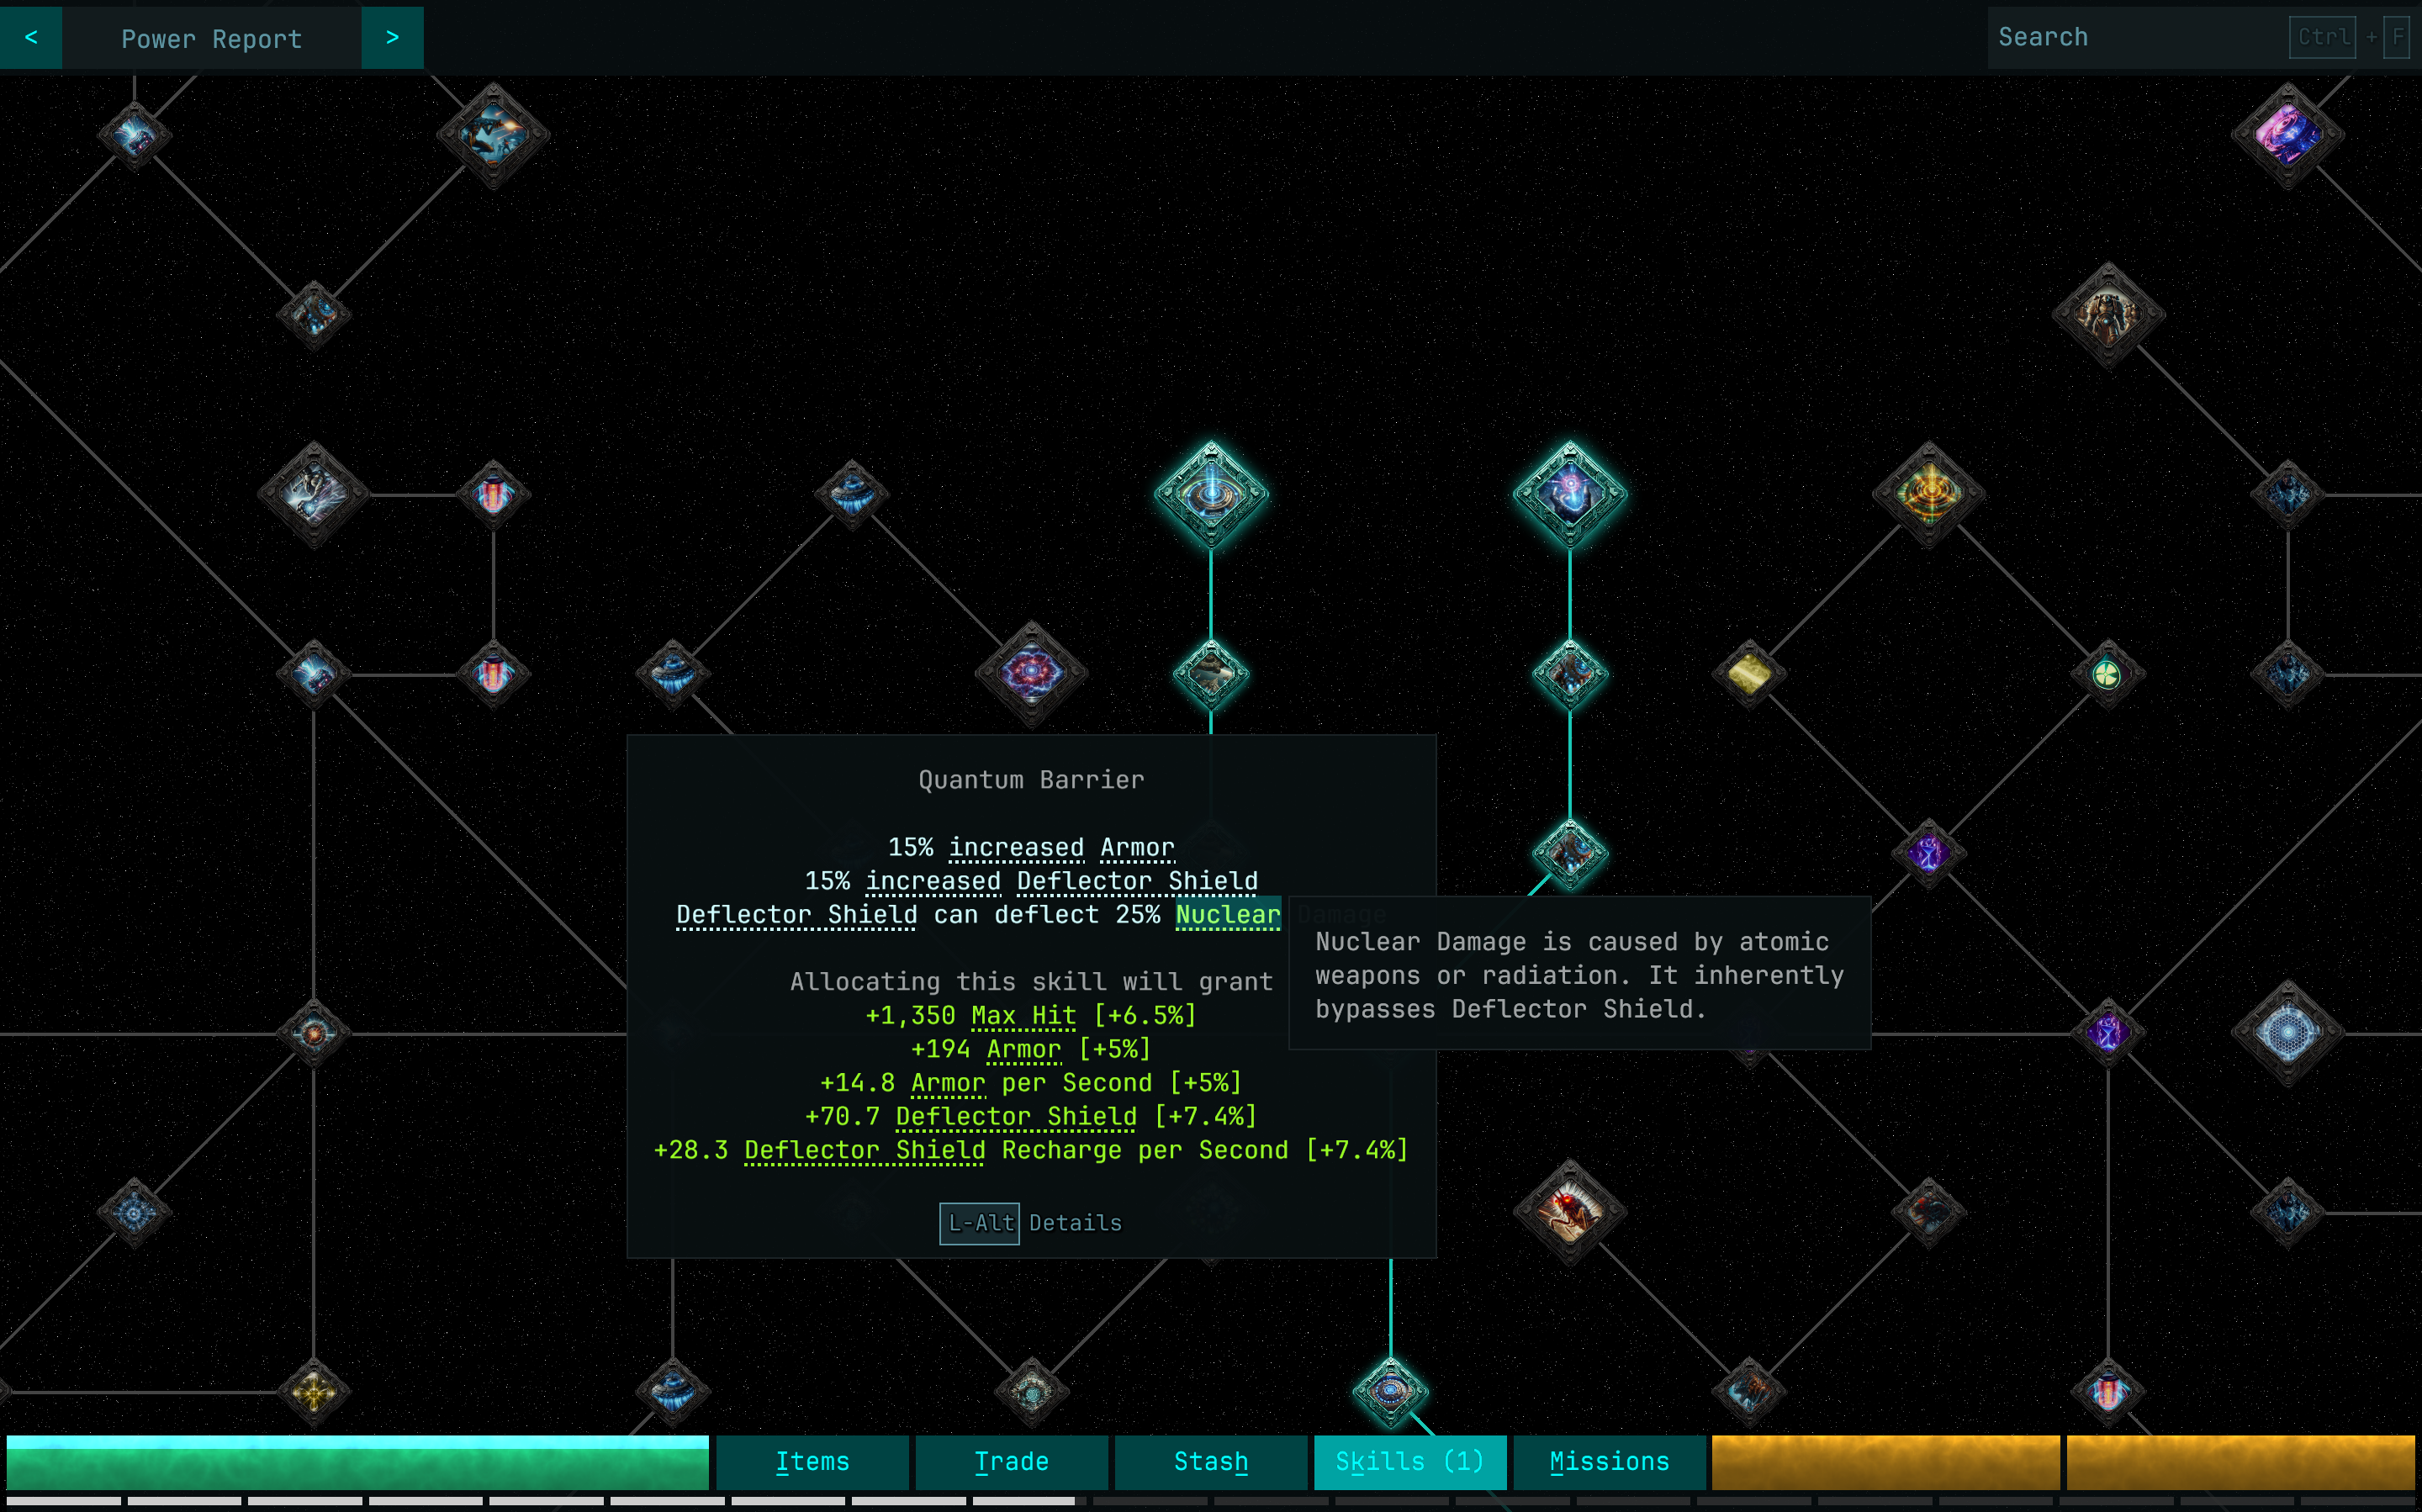 < Power Report >
Search Ctrl + F
Quantum Barrier
15% increased Armor
15% increased Deflector Shield
Deflector Shield can deflect 25% Nuclear Damage
Nuclear Damage is caused by atomic
weapons or radiation. It inherently
bypasses Deflector Shield.
Allocating this skill will grant
+1,350 Max Hit [+6.5%]
+194 Armor [+5%]
+14.8 Armor per Second [+5%]
+70.7 Deflector Shield [+7.4%]
+28.3 Deflector Shield Recharge per Second [+7.4%]
L-Alt Details
Items
Trade
Stash
Skills (1)
Missions